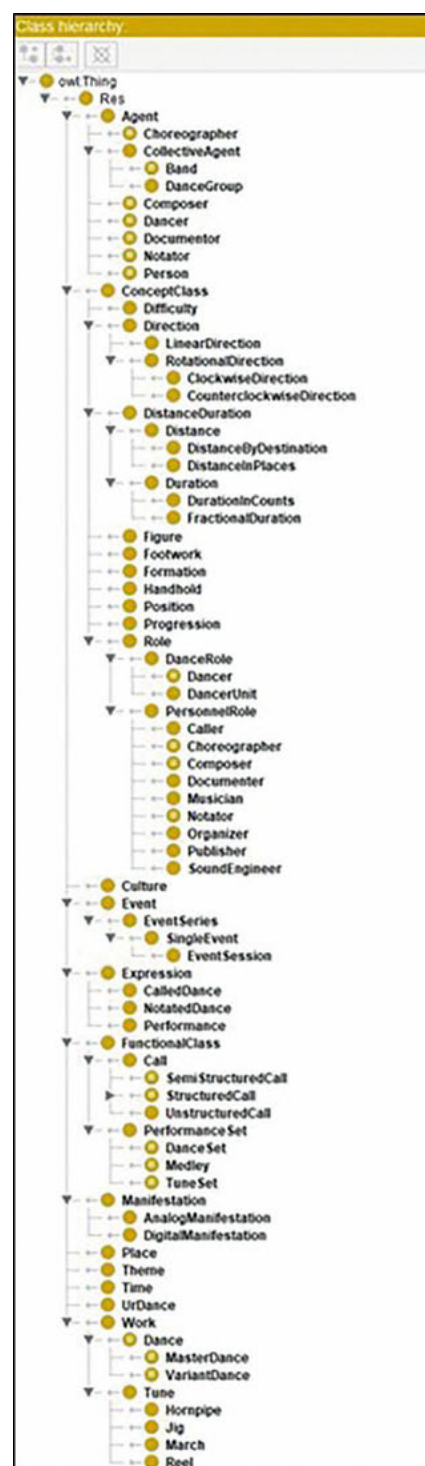 Class hierarchy:
owl:Thing
Res
Agent
Choreographer
CollectiveAgent
Band
DanceGroup
Composer
Dancer
Documentor
Notator
Person
ConceptClass
Difficulty
Direction
LinearDirection
RotationalDirection
ClockwiseDirection
CounterclockwiseDirection
DistanceDuration
Distance
DistanceByDestination
DistanceInPlaces
Duration
DurationInCounts
FractionalDuration
Figure
Footwork
Formation
Handhold
Position
Progression
Role
DanceRole
Dancer
DancerUnit
PersonnelRole
Caller
Choreographer
Composer
Documenter
Musician
Notator
Organizer
Publisher
SoundEngineer
Culture
Event
EventSeries
SingleEvent
EventSession
Expression
CalledDance
NotatedDance
Performance
FunctionalClass
Call
SemiStructuredCall
StructuredCall
UnstructuredCall
PerformanceSet
DanceSet
Medley
TuneSet
Manifestation
AnalogManifestation
DigitalManifestation
Place
Theme
Time
UrDance
Work
Dance
MasterDance
VariantDance
Tune
Hornpipe
Jig
March
Reel